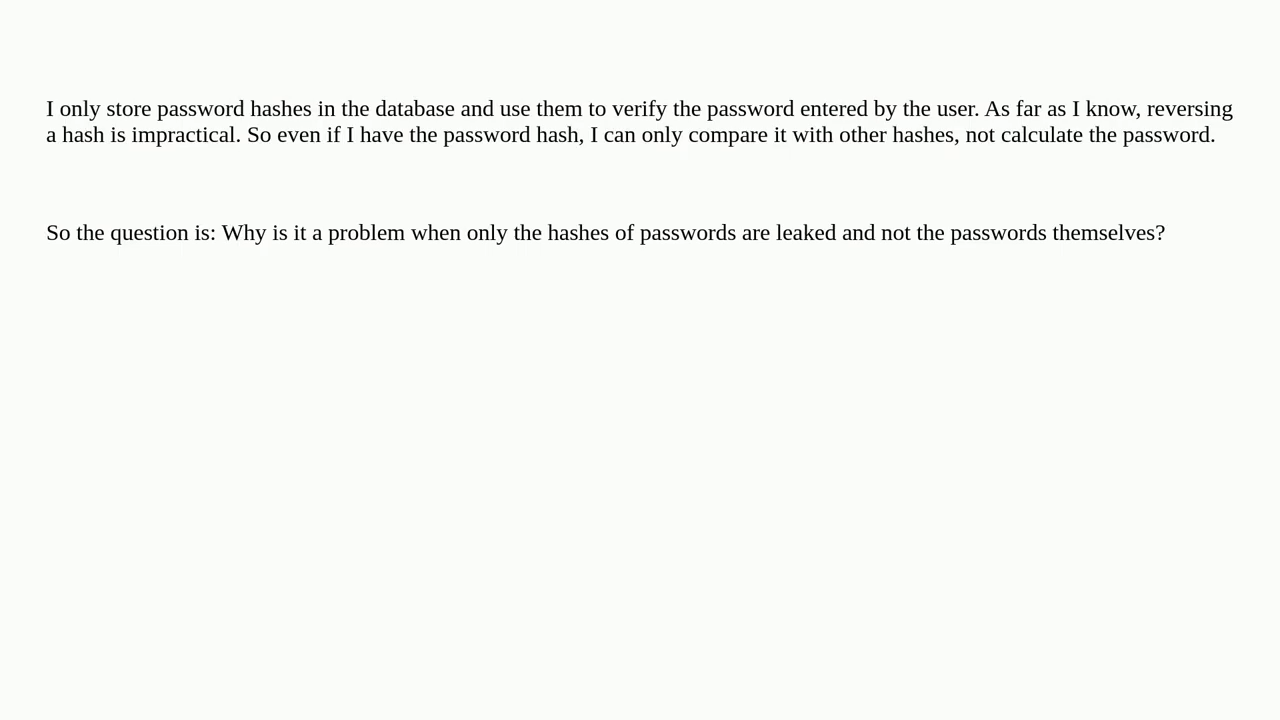 I only store password hashes in the database and use them to verify the password entered by the user. As far as I know, reversing
a hash is impractical. So even if I have the password hash, I can only compare it with other hashes, not calculate the password.
So the question is: Why is it a problem when only the hashes of passwords are leaked and not the passwords themselves?